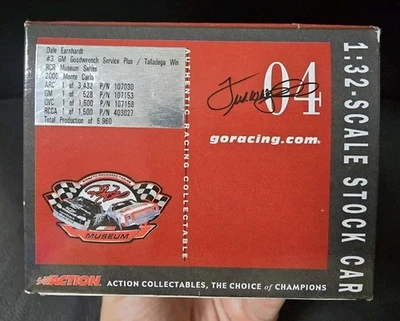 Dale Earnhardt
#3 GM Goodwrench Service Plus / Talladega Win
RCR Museum Series
2000 Monte Carlo
ARC 1 of 3,432 P/N 107030
GM 1 of 528 P/N 107153
QVC 1 of 1,500 P/N 107158
RCCA 1 of 1,500 P/N 403027
Total Production of 6,960
AUTHENTIC RACING COLLECTABLE
04
goracing.com.
1:32-SCALE STOCK CAR
MUSEUM
ACTION
ACTION COLLECTABLES, THE CHOICE of CHAMPIONS